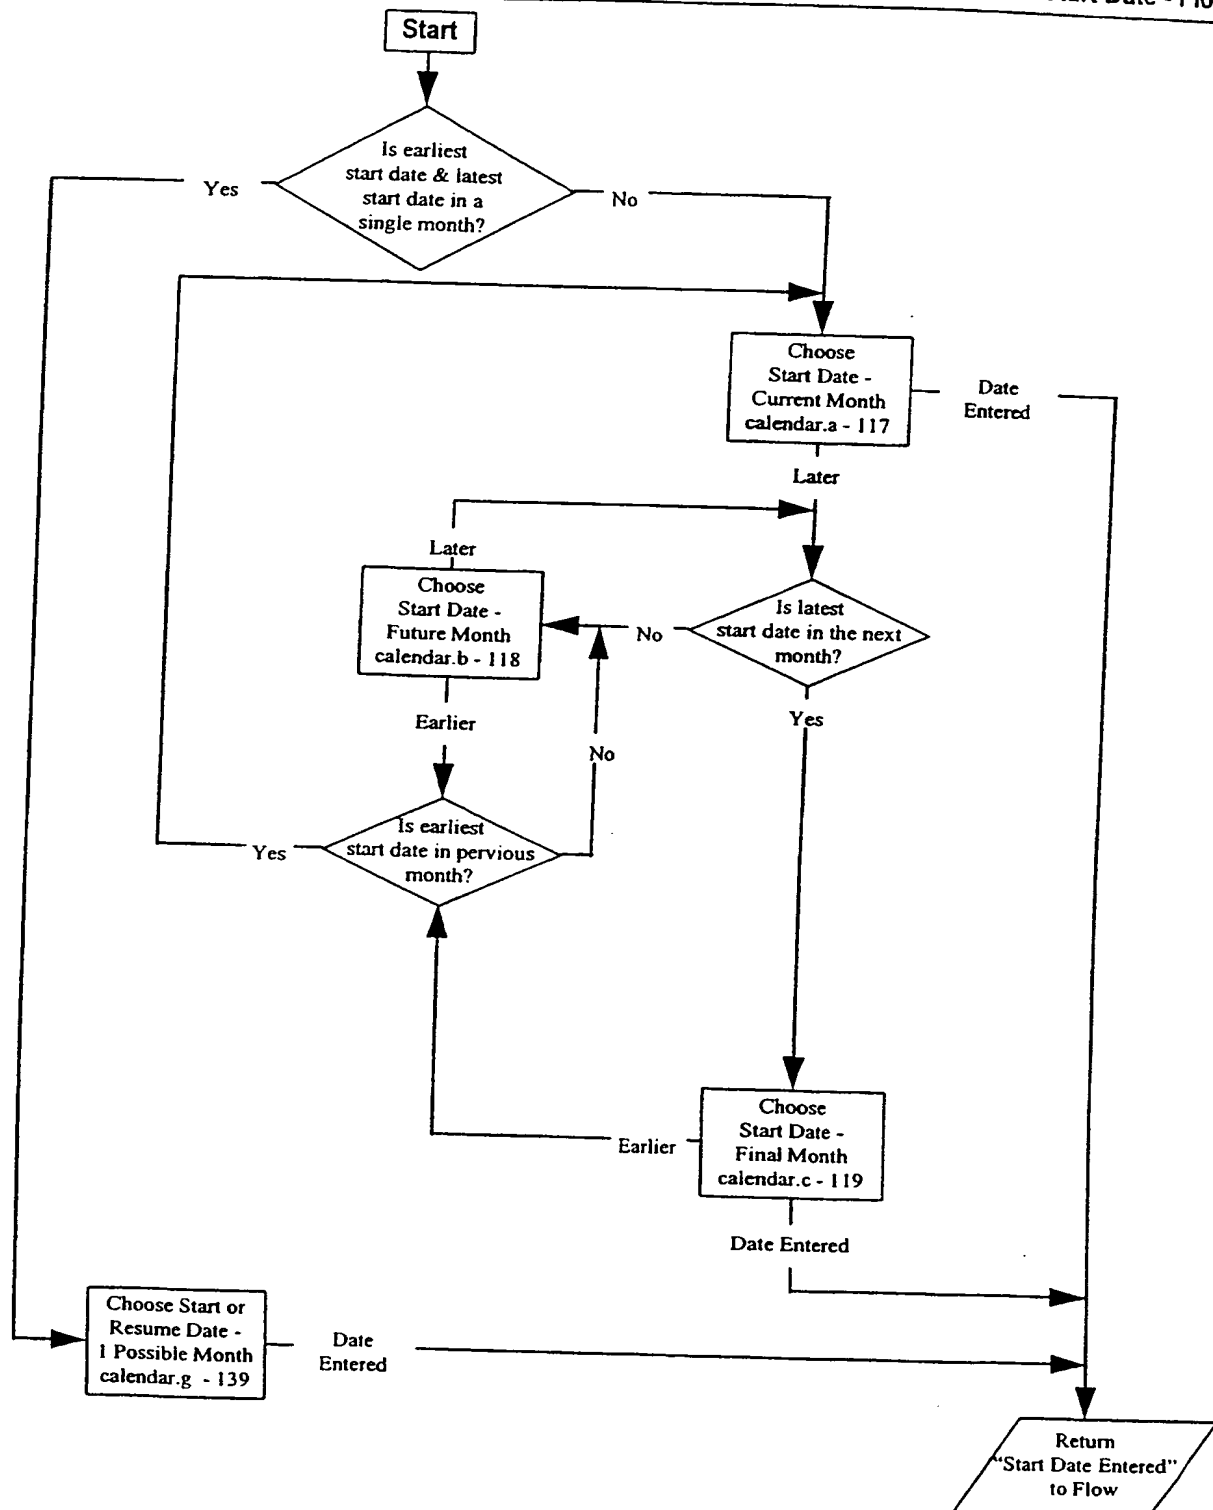 Date - Flo
Start
Is earliest
start date & latest
start date in a
single month?
Yes
No
Choose
Start Date -
Current Month
calendar.a - 117
Date
Entered
Later
Later
Choose
Start Date -
Future Month
calendar.b - 118
No
Is latest
start date in the next
month?
Earlier
No
Yes
Is earliest
start date in pervious
month?
Yes
Choose
Start Date -
Final Month
calendar.c - 119
Earlier
Date Entered
Choose Start or
Resume Date -
1 Possible Month
calendar.g - 139
Date
Entered
Return
"Start Date Entered"
to Flow